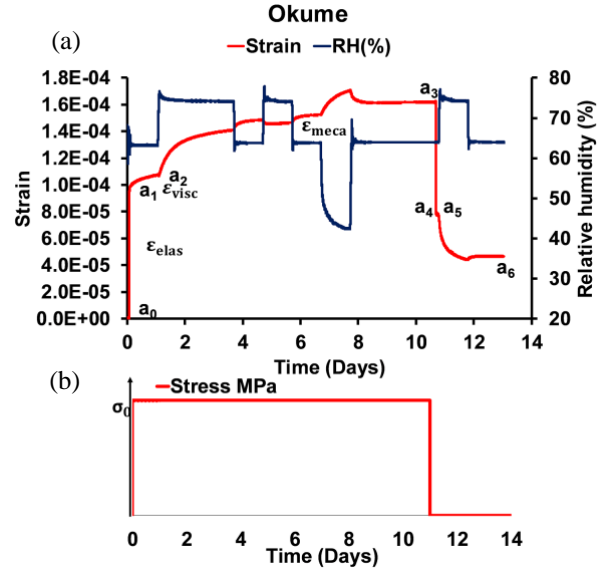 Okume
(a)
Strain RH(%)
1.8E-04
1.6E-04
1.4E-04
1.2E-04
1.0E-04
8.0E-05
6.0E-05
4.0E-05
2.0E-05
0.0E+00
Strain
80
70
60
50
40
30
20
Relative humidity (%)
a3
εmeca
a1
a2
εvisc
a4 a5
εelas
a6
a0
0 2 4 6 8 10 12 14
Time (Days)
(b)
Stress MPa
σ0
0 2 4 6 8 10 12 14
Time (Days)